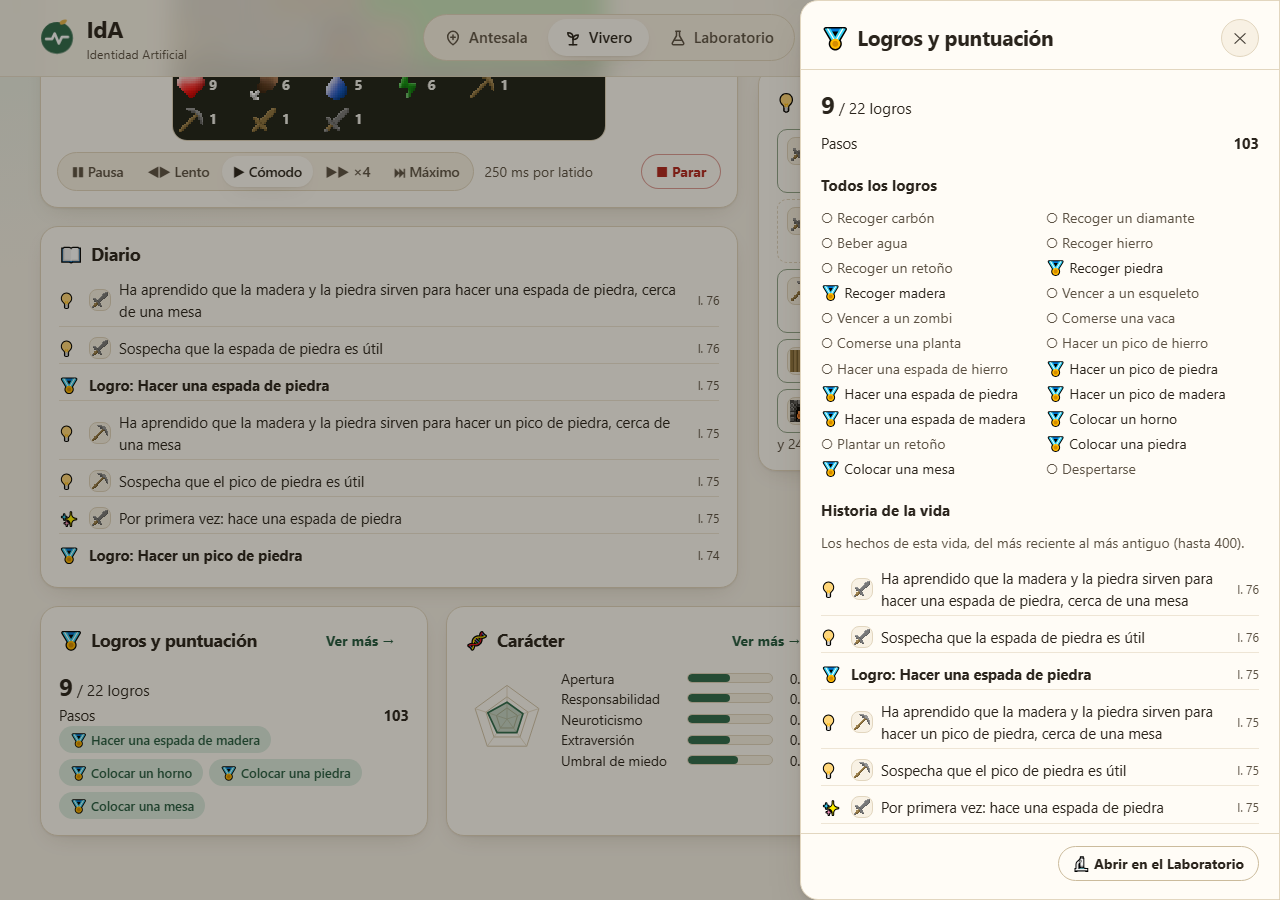 IdA
Identidad Artificial
Antesala
Vivero
Laboratorio
9
6
5
6
1
1
1
1
Pausa
Lento
Cómodo
×4
Máximo
250 ms por latido
Parar
Diario
Ha aprendido que la madera y la piedra sirven para hacer una espada de piedra, cerca
de una mesa
l. 76
Sospecha que la espada de piedra es útil
l. 76
Logro: Hacer una espada de piedra
l. 75
Ha aprendido que la madera y la piedra sirven para hacer un pico de piedra, cerca de
una mesa
l. 75
Sospecha que el pico de piedra es útil
l. 75
Por primera vez: hace una espada de piedra
l. 75
Logro: Hacer un pico de piedra
l. 74
y 24
Logros y puntuación
Ver más →
9 / 22 logros
Pasos
103
Hacer una espada de madera
Colocar un horno
Colocar una piedra
Colocar una mesa
Carácter
Ver más →
Apertura
0.
Responsabilidad
0.
Neuroticismo
0.
Extraversión
0.
Umbral de miedo
0.
Logros y puntuación
9 / 22 logros
Pasos
103
Todos los logros
Recoger carbón
Recoger un diamante
Beber agua
Recoger hierro
Recoger un retoño
Recoger piedra
Recoger madera
Vencer a un esqueleto
Vencer a un zombi
Comerse una vaca
Comerse una planta
Hacer un pico de hierro
Hacer una espada de hierro
Hacer un pico de piedra
Hacer una espada de piedra
Hacer un pico de madera
Hacer una espada de madera
Colocar un horno
Plantar un retoño
Colocar una piedra
Colocar una mesa
Despertarse
Historia de la vida
Los hechos de esta vida, del más reciente al más antiguo (hasta 400).
Ha aprendido que la madera y la piedra sirven para
hacer una espada de piedra, cerca de una mesa
l. 76
Sospecha que la espada de piedra es útil
l. 76
Logro: Hacer una espada de piedra
l. 75
Ha aprendido que la madera y la piedra sirven para
hacer un pico de piedra, cerca de una mesa
l. 75
Sospecha que el pico de piedra es útil
l. 75
Por primera vez: hace una espada de piedra
l. 75
Abrir en el Laboratorio